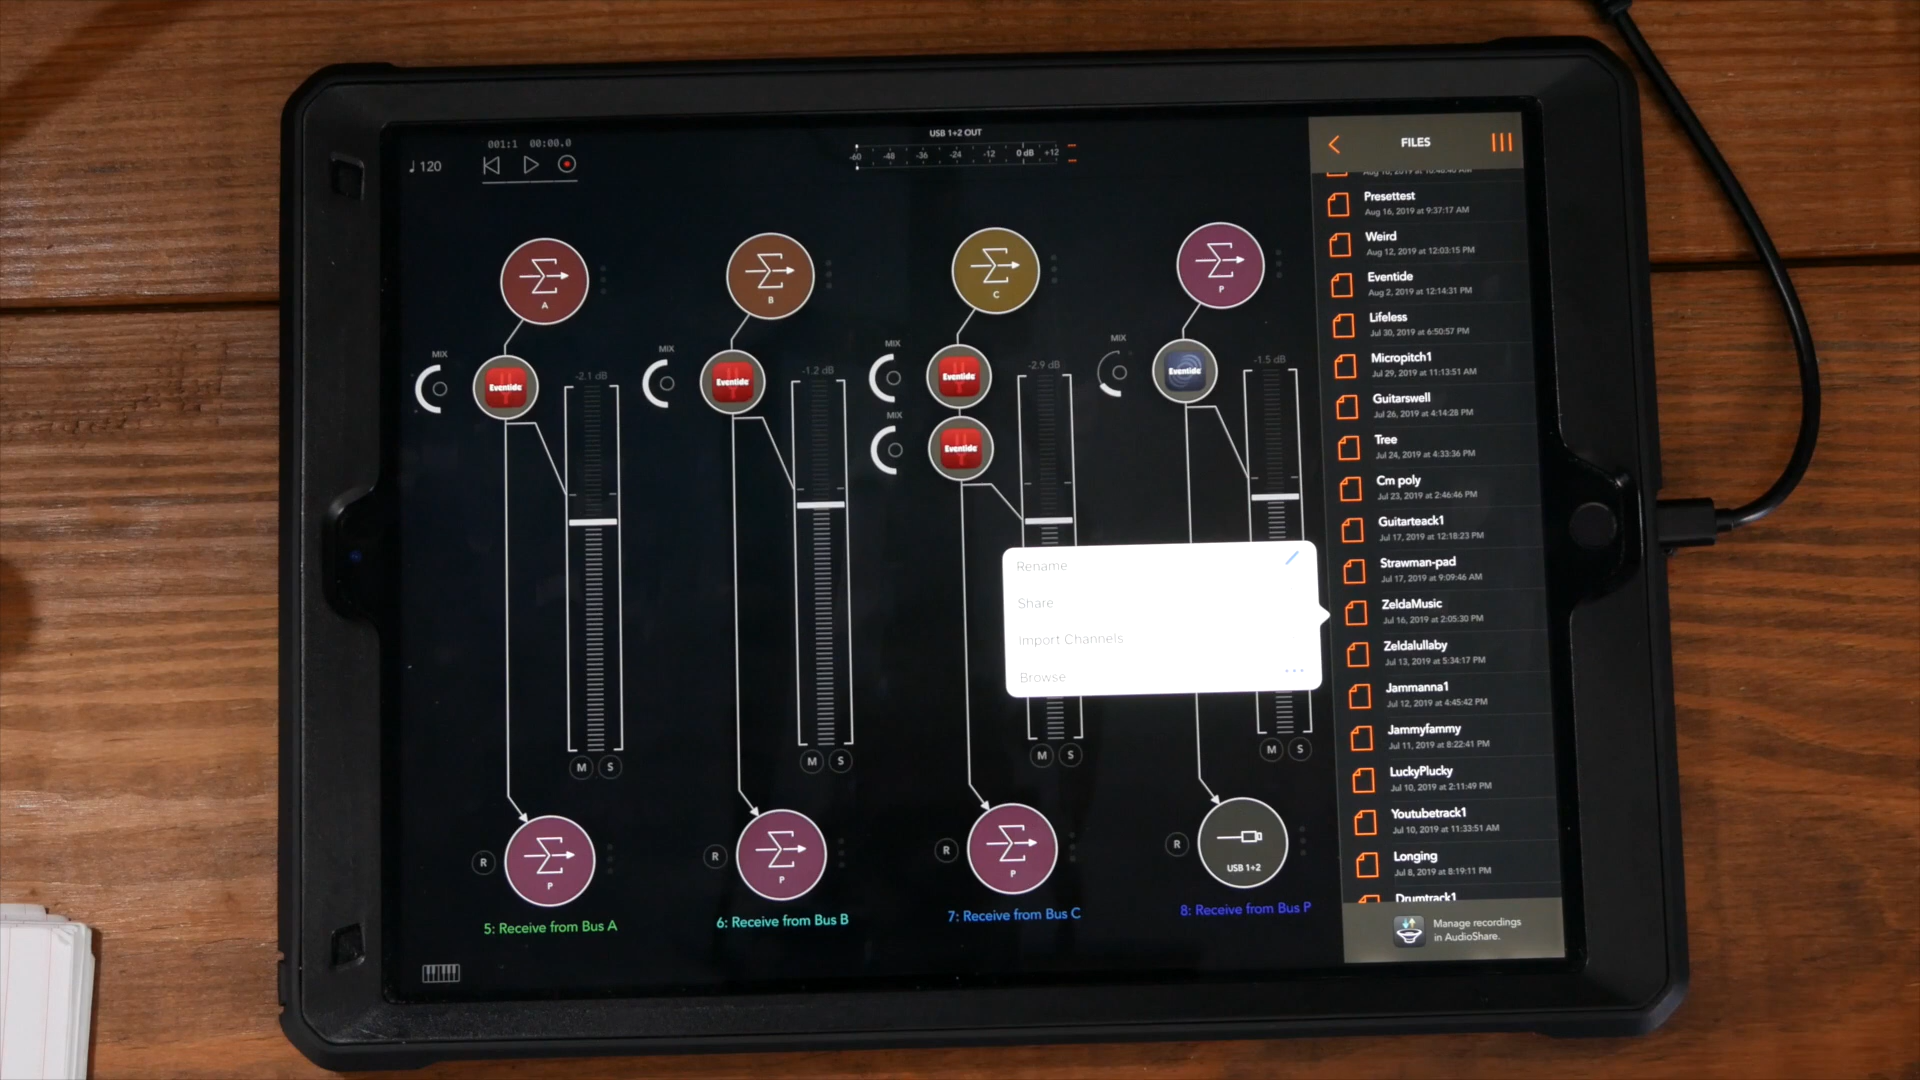 001:1 00:00.0
♩120
USB 1+2 OUT
-60 -48 -36 -24 -12 0 dB +12
A
B
C
P
MIX
MIX
MIX
MIX
MIX
Eventide
Eventide
Eventide
Eventide
Eventide
-2.1 dB
-1.2 dB
-2.9 dB
-1.5 dB
Rename
Share
Import Channels
Browse
M S
M S
M S
M S
R
P
R
P
R
P
R
USB 1+2
5: Receive from Bus A
6: Receive from Bus B
7: Receive from Bus C
8: Receive from Bus P
FILES
Presettest
Aug 16, 2019 at 9:37:17 AM
Weird
Aug 12, 2019 at 12:03:15 PM
Eventide
Aug 2, 2019 at 12:14:31 PM
Lifeless
Jul 30, 2019 at 6:50:57 PM
Micropitch1
Jul 29, 2019 at 11:13:51 AM
Guitarswell
Jul 26, 2019 at 4:14:28 PM
Tree
Jul 24, 2019 at 4:33:36 PM
Cm poly
Jul 23, 2019 at 2:46:46 PM
Guitarteack1
Jul 17, 2019 at 12:18:23 PM
Strawman-pad
Jul 17, 2019 at 9:09:46 AM
ZeldaMusic
Jul 16, 2019 at 2:05:30 PM
Zeldalullaby
Jul 13, 2019 at 5:34:17 PM
Jammanna1
Jul 12, 2019 at 4:45:42 PM
Jammyfammy
Jul 11, 2019 at 8:22:41 PM
LuckyPlucky
Jul 10, 2019 at 2:11:49 PM
Youtubetrack1
Jul 10, 2019 at 11:33:51 AM
Longing
Jul 8, 2019 at 8:19:11 PM
Drumtrack1
Manage recordings
in AudioShare.